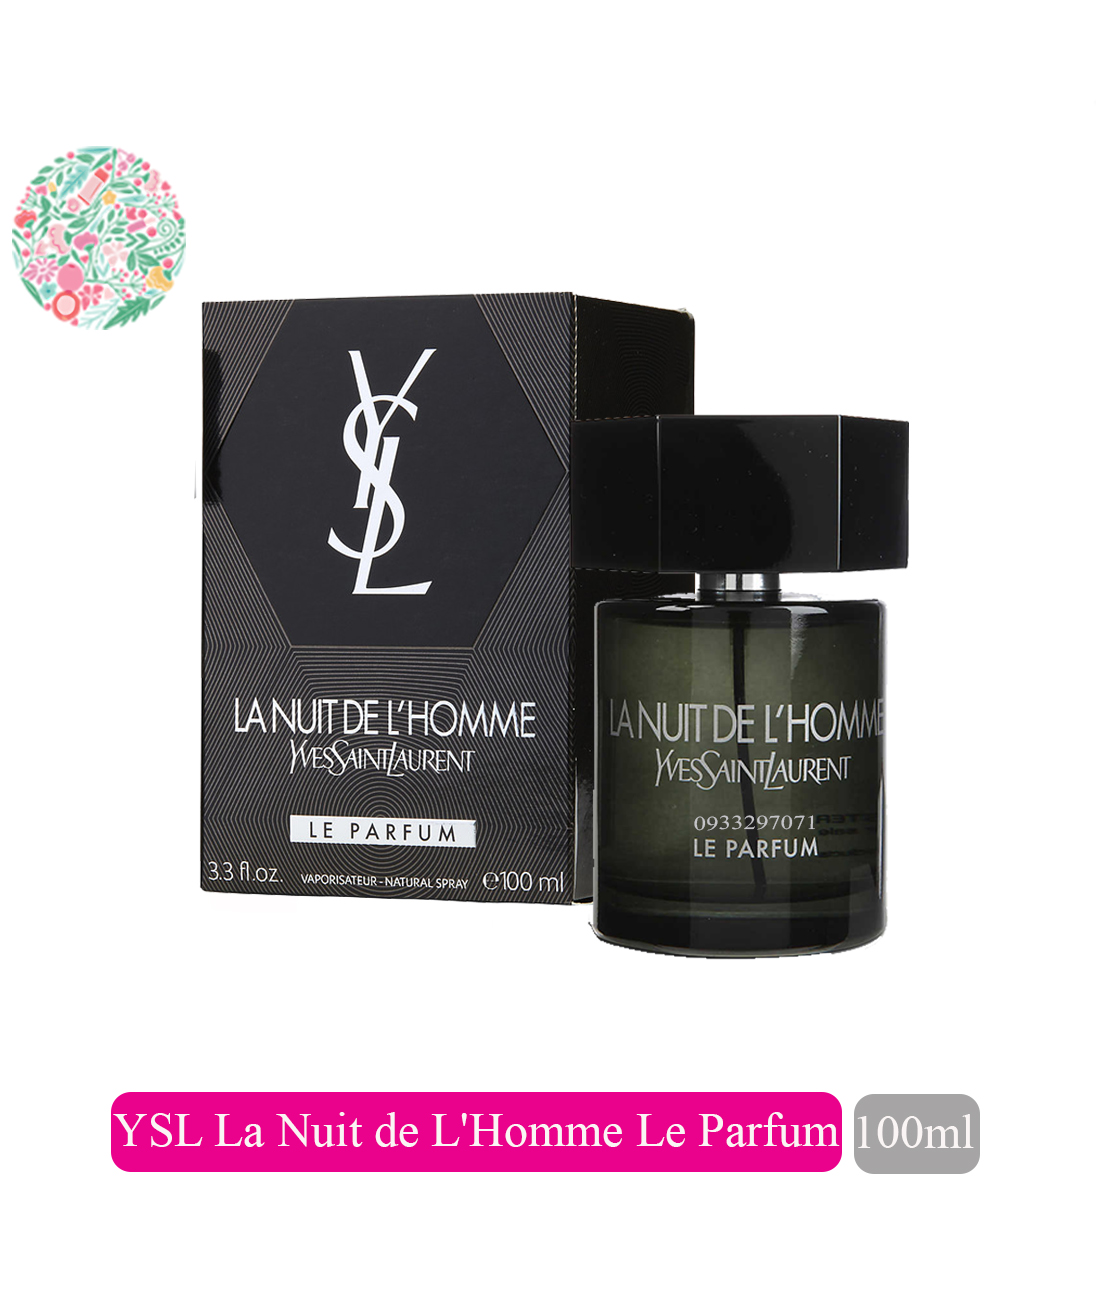 YSL
LA NUIT DE L'HOMME
YVESSAINTLAURENT
LE PARFUM
3.3 fl.oz. VAPORISATEUR - NATURAL SPRAY ℮100 ml
LA NUIT DE L'HOMME
YVESSAINTLAURENT
0933297071
LE PARFUM
YSL La Nuit de L'Homme Le Parfum 100ml